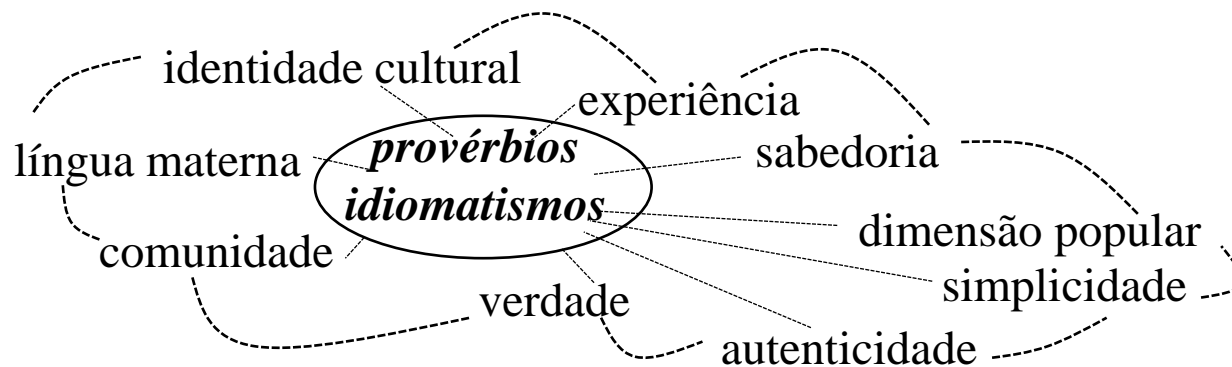 identidade cultural
experiência
provérbios
sabedoria
língua materna
idiomatismos
dimensão popular
comunidade
simplicidade
verdade
autenticidade